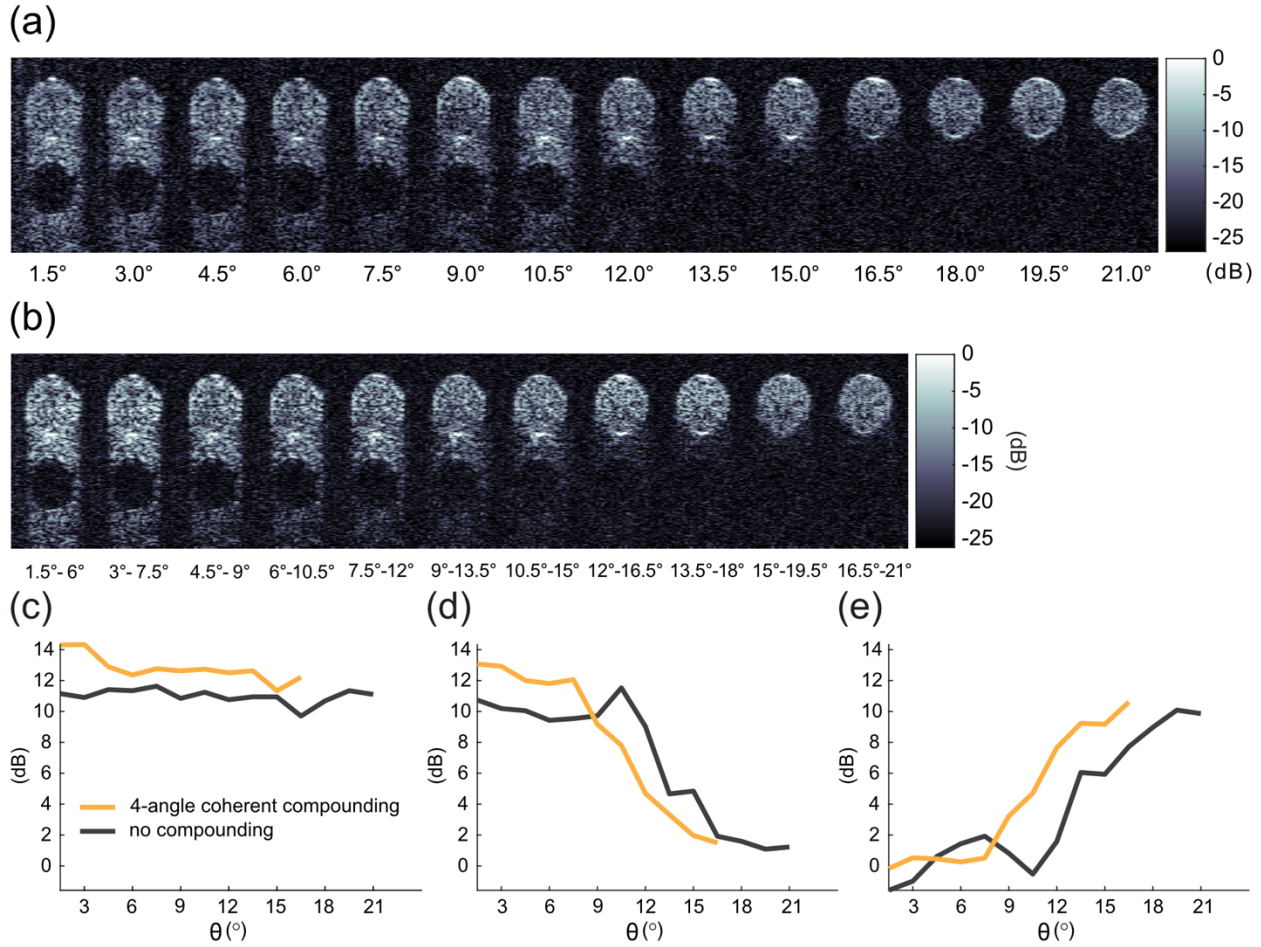 (a)
0
-5
-10
-15
-20
-25
(dB)
1.5° 3.0° 4.5° 6.0° 7.5° 9.0° 10.5° 12.0° 13.5° 15.0° 16.5° 18.0° 19.5° 21.0°
(b)
0
-5
-10
-15
-20
-25
(dB)
1.5°- 6° 3°- 7.5° 4.5°- 9° 6°-10.5° 7.5°-12° 9°-13.5° 10.5°-15° 12°-16.5° 13.5°-18° 15°-19.5° 16.5°-21°
(c)
14
12
10
8
6
4
2
0
(dB)
4-angle coherent compounding
no compounding
3 6 9 12 15 18 21
θ (°)
(d)
14
12
10
8
6
4
2
0
(dB)
3 6 9 12 15 18 21
θ (°)
(e)
14
12
10
8
6
4
2
0
(dB)
3 6 9 12 15 18 21
θ (°)